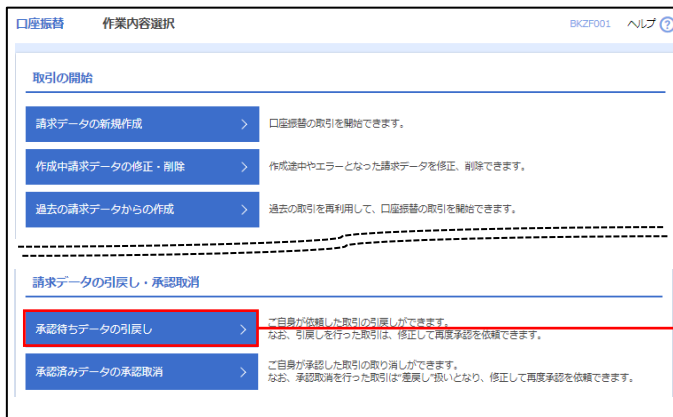 口座振替 作業内容選択 BKZF001 ヘルプ ?
取引の開始
請求データの新規作成 口座振替の取引を開始できます。
作成中請求データの修正・削除 作成途中やエラーとなった請求データを修正、削除できます。
過去の請求データからの作成 過去の取引を再利用して、口座振替の取引を開始できます。
請求データの引戻し・承認取消
承認待ちデータの引戻し ご自身が依頼した取引の引戻しができます。
なお、引戻しを行った取引は、修正して再度承認を依頼できます。
承認済みデータの承認取消 ご自身が承認した取引の取り消しができます。
なお、承認取消を行った取引は"差戻し"扱いとなり、修正して再度承認を依頼できます。